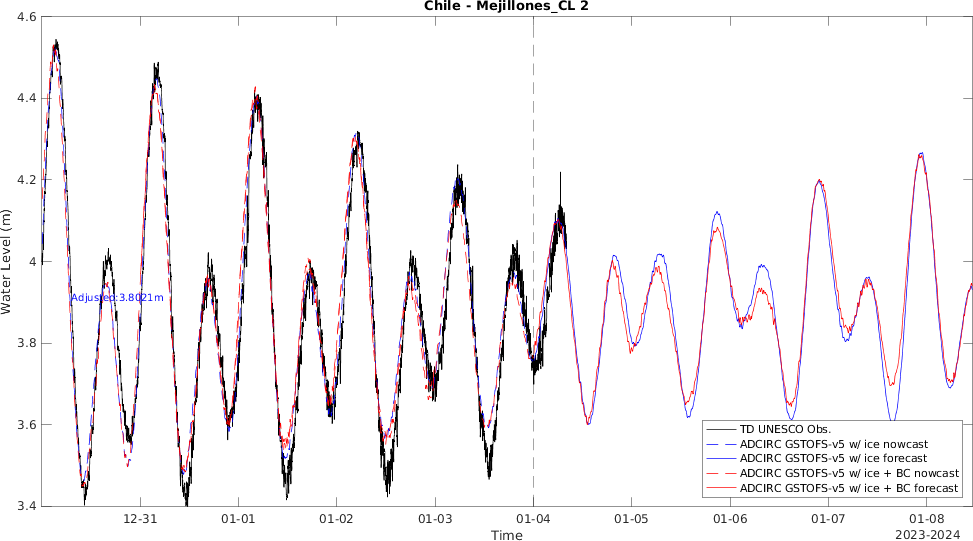 Chile - Mejillones_CL 2
4.6
4.4
4.2
4
3.8
3.6
3.4
Water Level (m)
Adjusted:3.8021m
TD UNESCO Obs.
ADCIRC GSTOFS-v5 w/ ice nowcast
ADCIRC GSTOFS-v5 w/ ice forecast
ADCIRC GSTOFS-v5 w/ ice + BC nowcast
ADCIRC GSTOFS-v5 w/ ice + BC forecast
12-31 01-01 01-02 01-03 01-04 01-05 01-06 01-07 01-08
Time
2023-2024